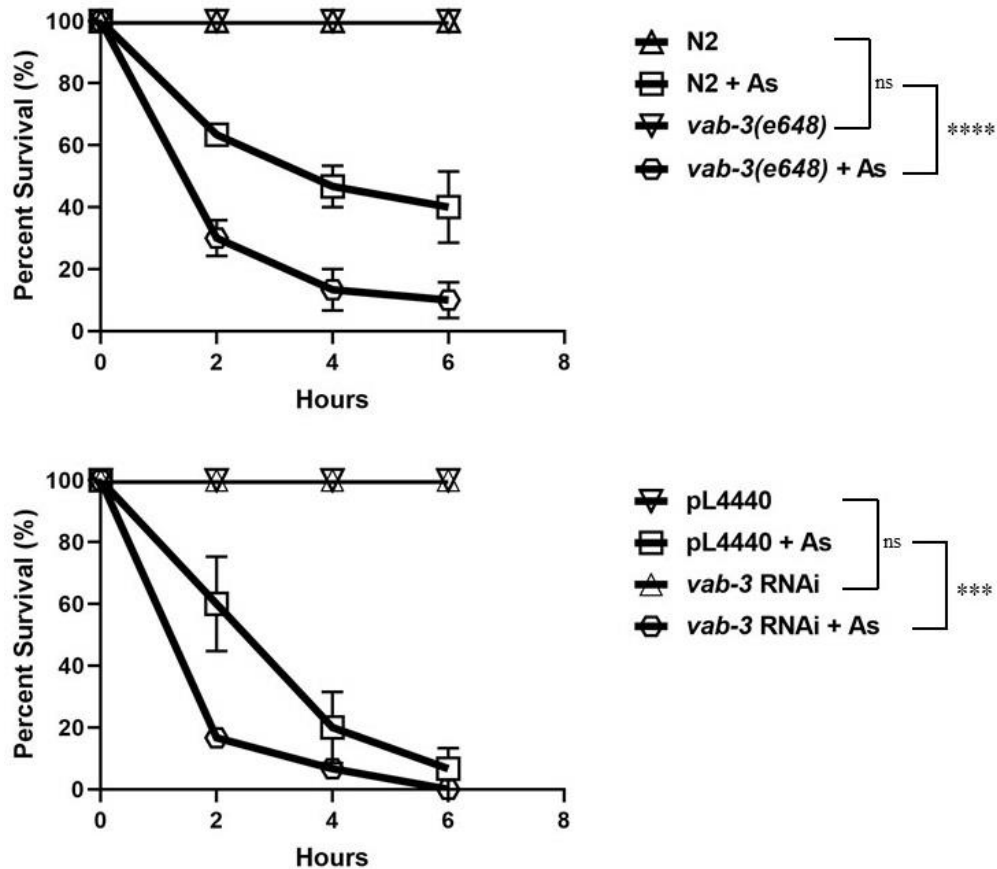 Percent Survival (%)
100
80
60
40
20
0
0 2 4 6 8
Hours
N2
N2 + As
vab-3(e648)
vab-3(e648) + As
ns
****
Percent Survival (%)
100
80
60
40
20
0
0 2 4 6 8
Hours
pL4440
pL4440 + As
vab-3 RNAi
vab-3 RNAi + As
ns
***